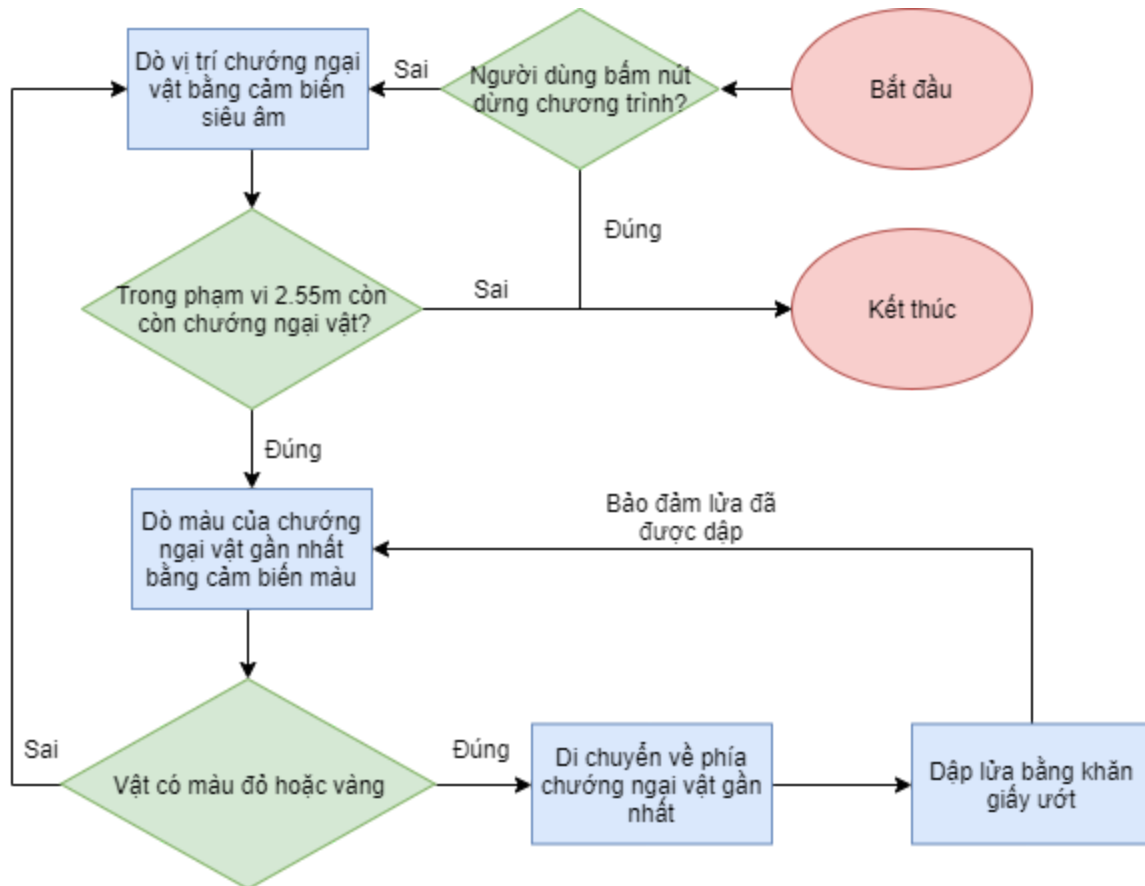 Dò vị trí chướng ngại
vật bằng cảm biến
siêu âm
Sai
Người dùng bấm nút
dừng chương trình?
Bắt đầu
Đúng
Trong phạm vi 2.55m còn
còn chướng ngại vật?
Sai
Kết thúc
Đúng
Dò màu của chướng
ngại vật gần nhất
bằng cảm biến màu
Bảo đảm lửa đã
được dập
Sai
Vật có màu đỏ hoặc vàng
Đúng
Di chuyển về phía
chướng ngại vật gần
nhất
Dập lửa bằng khăn
giấy ướt